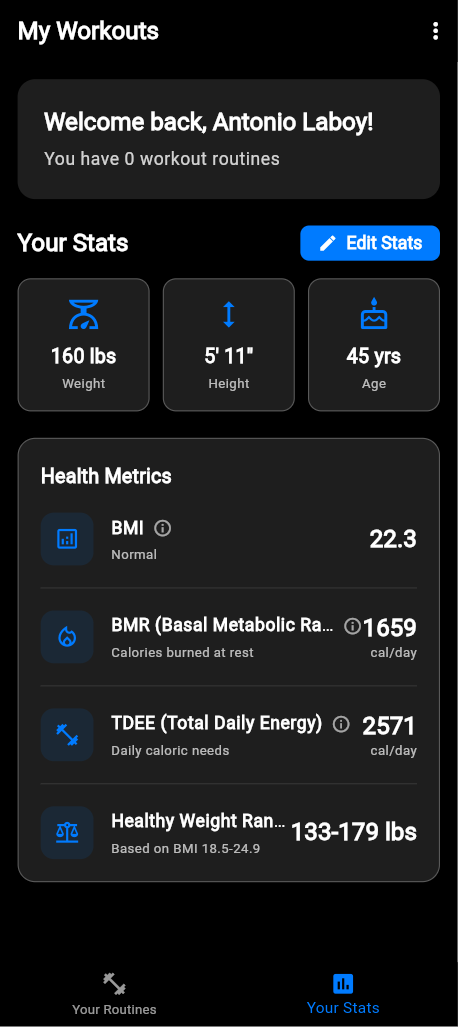 My Workouts
Welcome back, Antonio Laboy!
You have 0 workout routines
Your Stats
Edit Stats
160 lbs
Weight
5' 11"
Height
45 yrs
Age
Health Metrics
BMI
Normal
22.3
BMR (Basal Metabolic Ra...
Calories burned at rest
1659
cal/day
TDEE (Total Daily Energy)
Daily caloric needs
2571
cal/day
Healthy Weight Ran...
Based on BMI 18.5-24.9
133-179 lbs
Your Routines
Your Stats